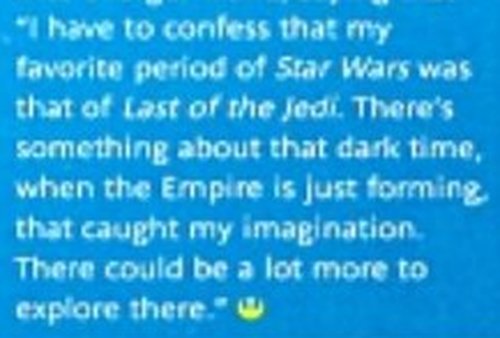 "I have to confess that my
favorite period of Star Wars was
that of Last of the Jedi. There's
something about that dark time,
when the Empire is just forming,
that caught my imagination.
There could be a lot more to
explore there."